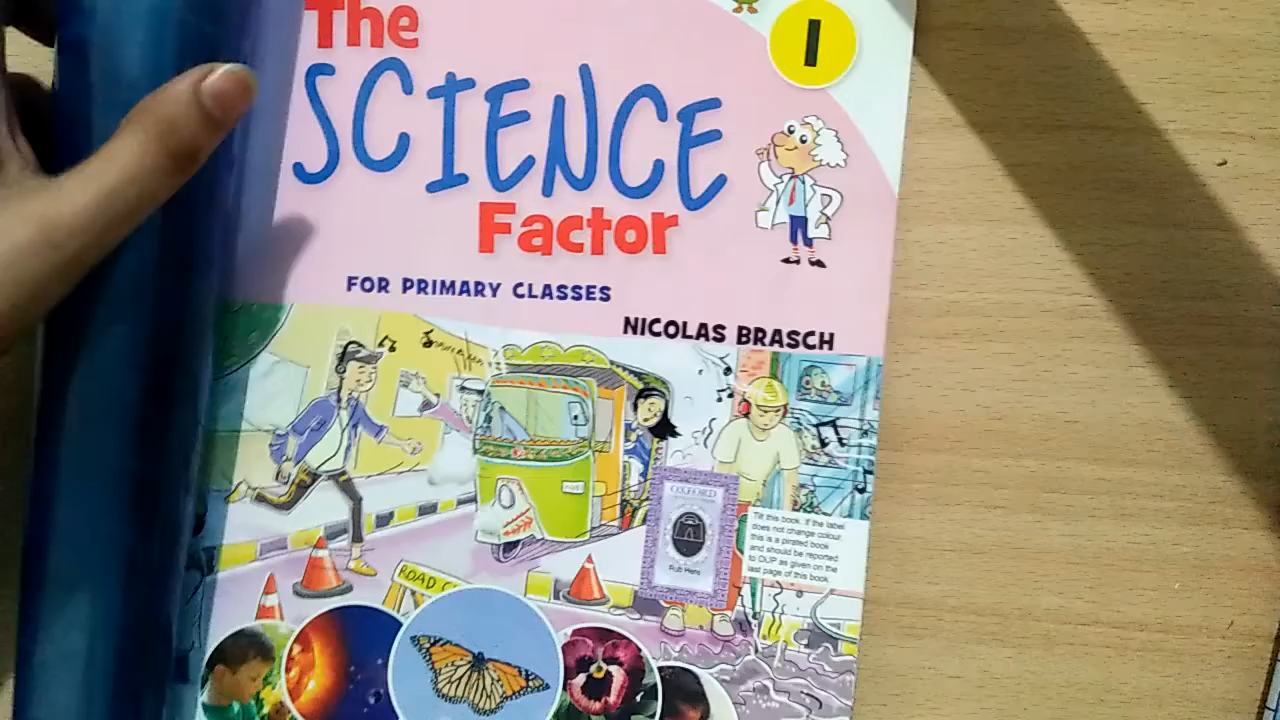 The
1
SCIENCE
Factor
FOR PRIMARY CLASSES
NICOLAS BRASCH
OXFORD
Rub Here
Tilt this book. If the label
does not change colour,
this is a pirated book
and should be reported
to OUP as given on the
last page of this book.
ROAD